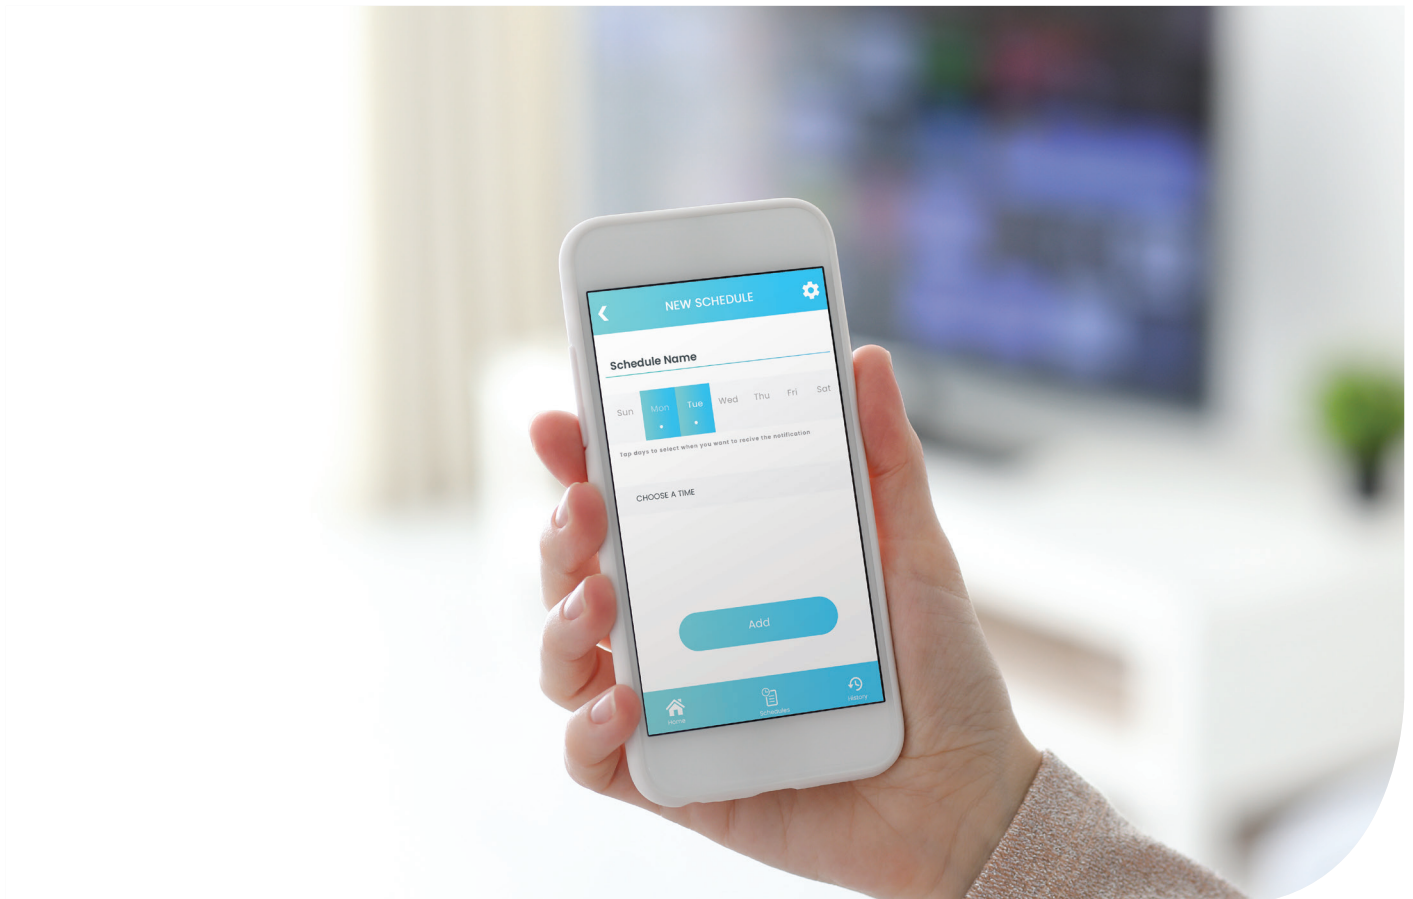 NEW SCHEDULE
Schedule Name
Sun Mon Tue Wed Thu Fri Sat
Tap days to select when you want to recive the notification
CHOOSE A TIME
Add
Home Schedules History